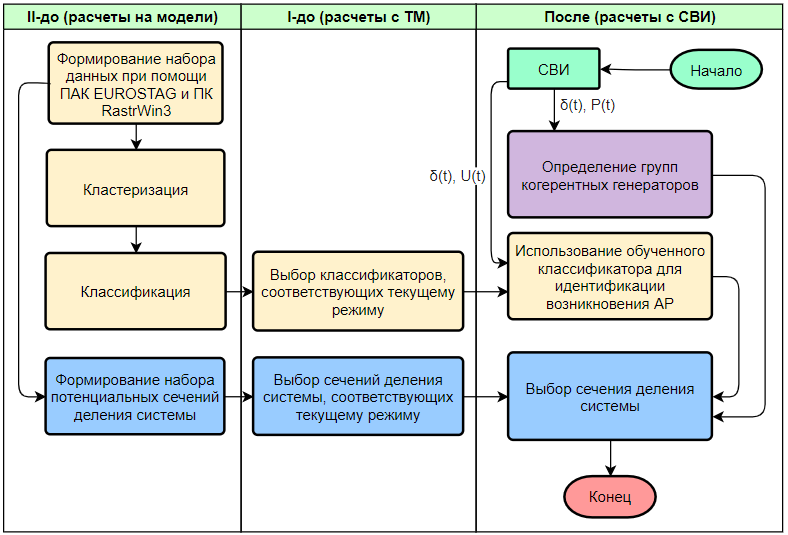 II-до (расчеты на модели)
I-до (расчеты с ТМ)
После (расчеты с СВИ)
Формирование набора
данных при помощи
ПАК EUROSTAG и ПК
RastrWin3
Кластеризация
Классификация
Формирование набора
потенциальных сечений
деления системы
Выбор классификаторов,
соответствующих текущему
режиму
Выбор сечений деления
системы, соответствующих
текущему режиму
СВИ
Начало
δ(t), P(t)
Определение групп
когерентных генераторов
δ(t), U(t)
Использование обученного
классификатора для
идентификации
возникновения АР
Выбор сечения деления
системы
Конец